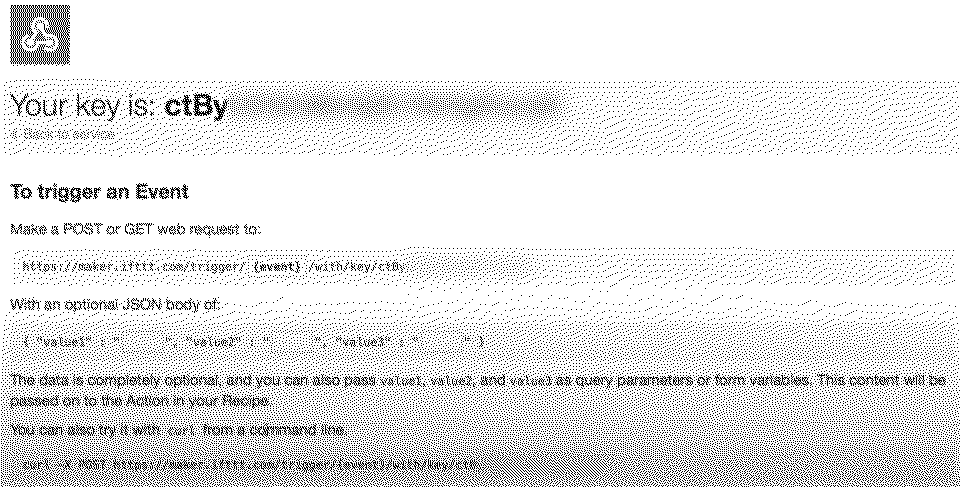 Your key is: ctBy
Back to service
To trigger an Event
Make a POST or GET web request to:
https://maker.ifttt.com/trigger/ {event} /with/key/ctBy
With an optional JSON body of:
{ "value1" : " ", "value2" : " ", "value3" : " " }
The data is completely optional, and you can also pass value1, value2, and value3 as query parameters or form variables. This content will be
passed on to the Action in your Recipe.
You can also try it with curl from a command line.
curl -X POST https://maker.ifttt.com/trigger/{event}/with/key/ctBy